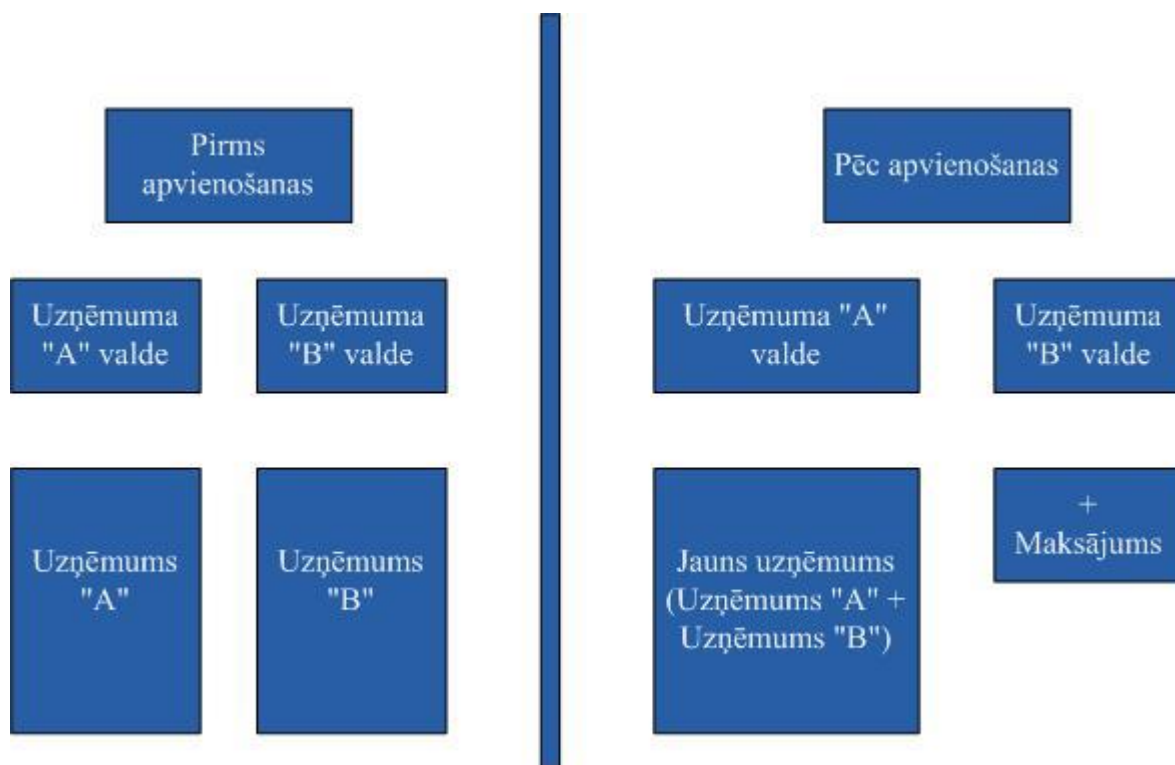 Pirms
apvienošanas
Pēc apvienošanas
Uzņēmuma
"A" valde
Uzņēmuma
"B" valde
Uzņēmuma "A"
valde
Uzņēmuma
"B" valde
Uzņēmums
"A"
Uzņēmums
"B"
Jauns uzņēmums
(Uzņēmums "A" +
Uzņēmums "B")
+
Maksājums